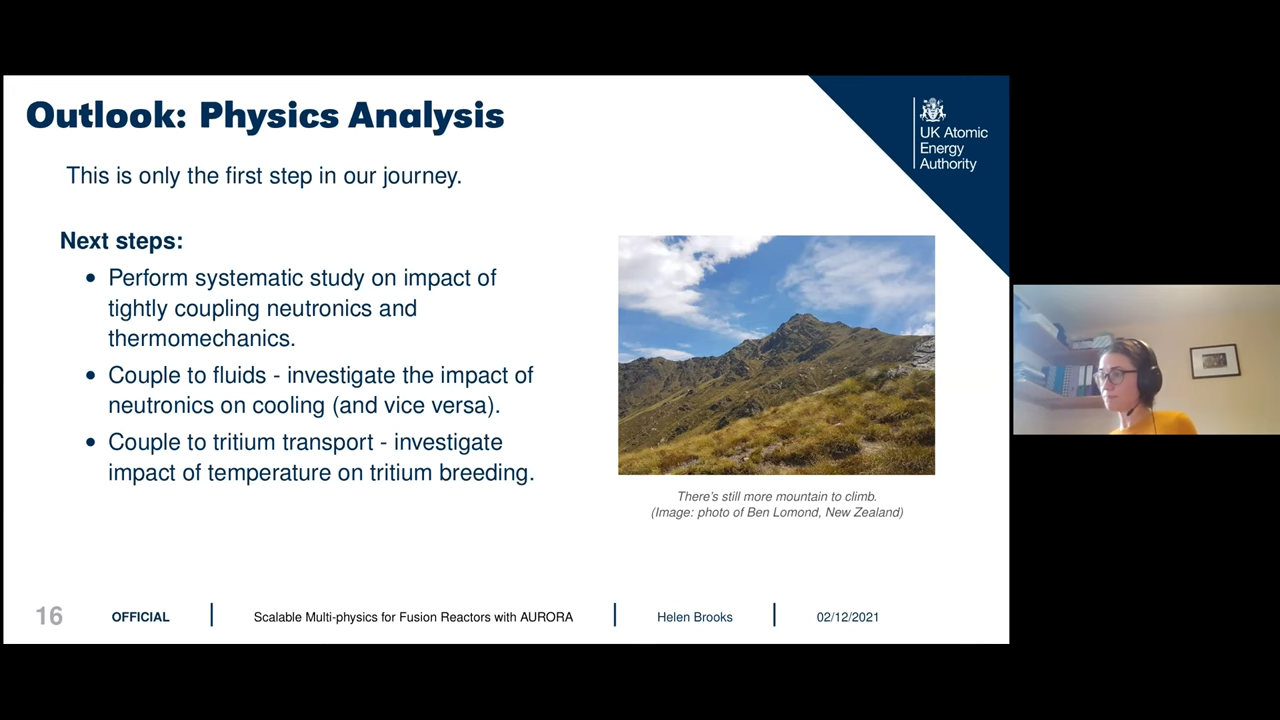 Outlook: Physics Analysis
UK Atomic
Energy
Authority
This is only the first step in our journey.
Next steps:
• Perform systematic study on impact of
tightly coupling neutronics and
thermomechanics.
• Couple to fluids - investigate the impact of
neutronics on cooling (and vice versa).
• Couple to tritium transport - investigate
impact of temperature on tritium breeding.
There's still more mountain to climb.
(Image: photo of Ben Lomond, New Zealand)
16
OFFICIAL
Scalable Multi-physics for Fusion Reactors with AURORA
Helen Brooks
02/12/2021